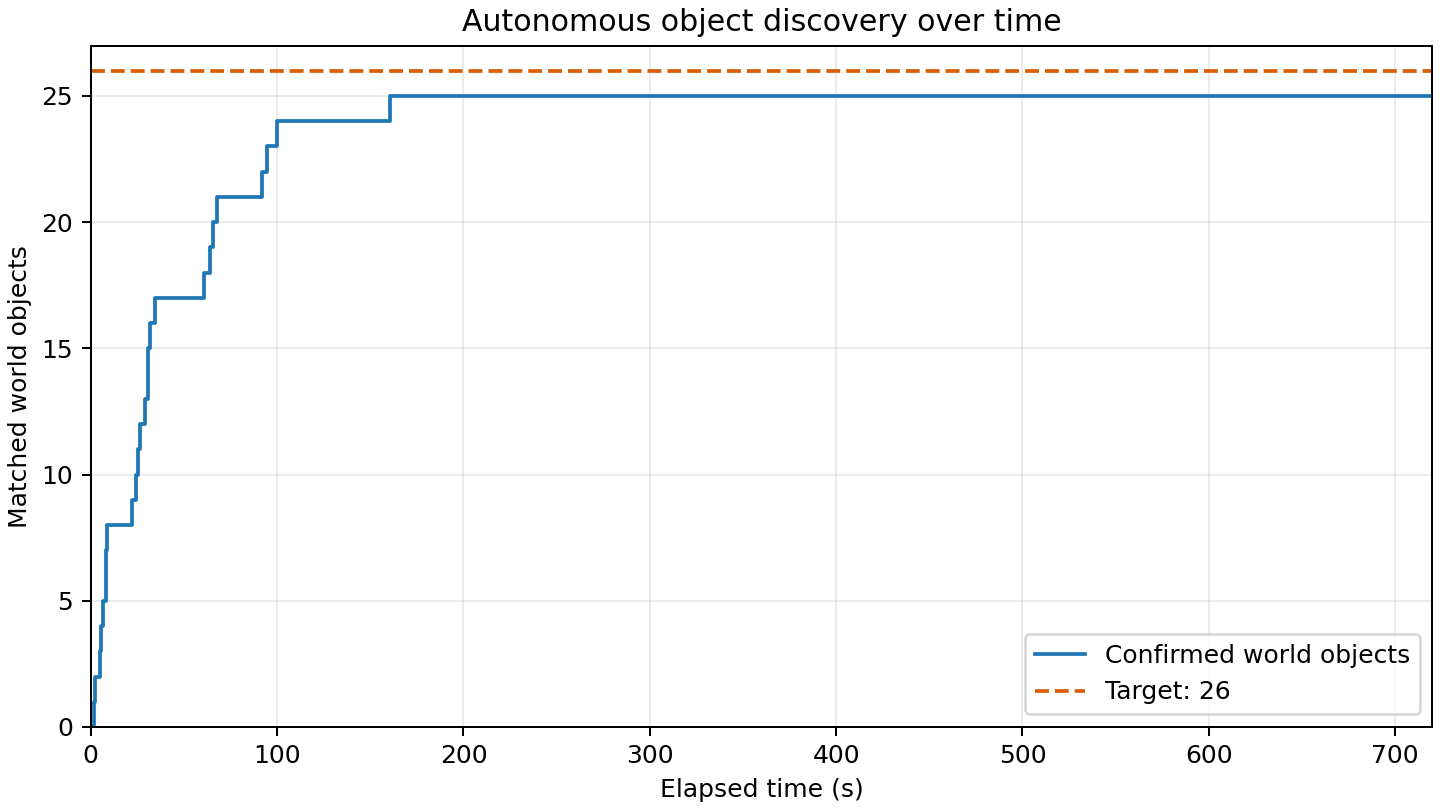 Autonomous object discovery over time
Matched world objects
25
20
15
10
5
0
0 100 200 300 400 500 600 700
Elapsed time (s)
Confirmed world objects
Target: 26